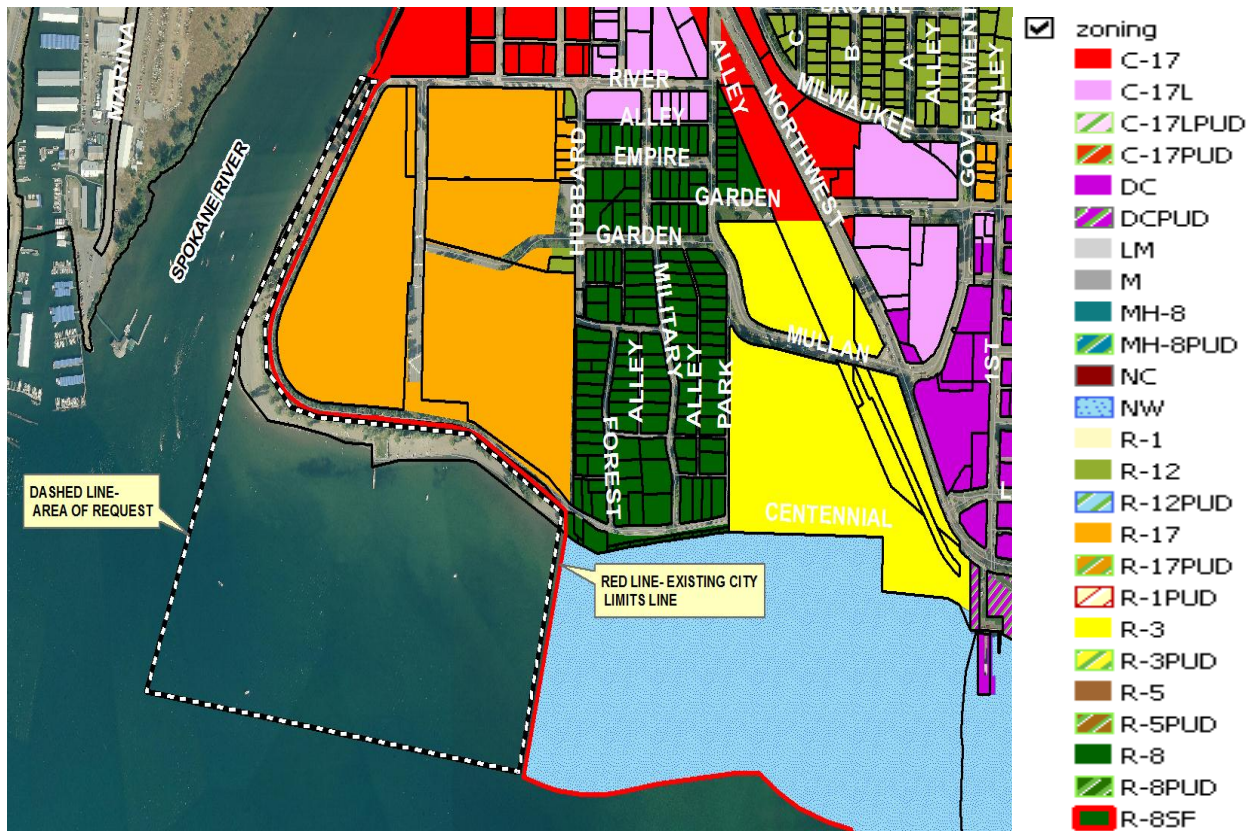 MARINA
SPOKANE RIVER
RIVER
ALLEY
EMPIRE
HUBBARD
GARDEN
GARDEN
ALLEY
NORTHWEST
MILWAUKEE
BROWNE
C
B
A
ALLEY
GOVERNMENT
ALLEY
MULLAN
1ST
MILITARY
ALLEY
ALLEY
PARK
FOREST
CENTENNIAL
DASHED LINE-
AREA OF REQUEST
RED LINE- EXISTING CITY
LIMITS LINE
zoning
C-17
C-17L
C-17LPUD
C-17PUD
DC
DCPUD
LM
M
MH-8
MH-8PUD
NC
NW
R-1
R-12
R-12PUD
R-17
R-17PUD
R-1PUD
R-3
R-3PUD
R-5
R-5PUD
R-8
R-8PUD
R-8SF